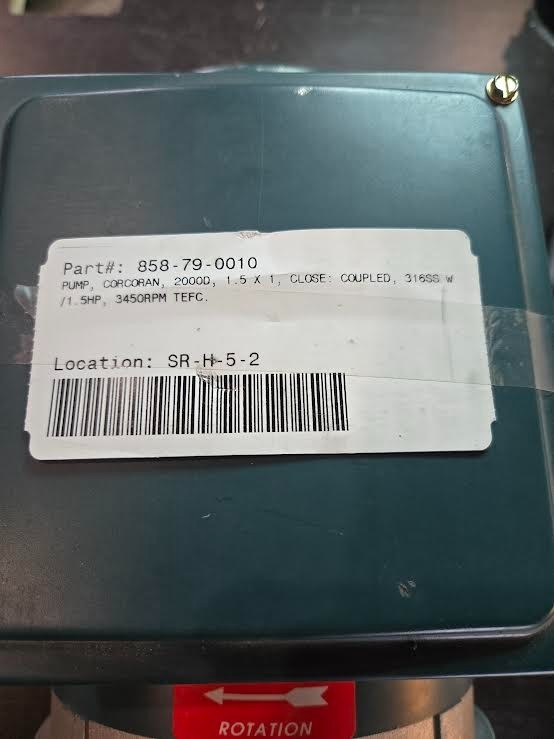 Part#: 858-79-0010
PUMP, CORCORAN, 2000D, 1.5 X 1, CLOSE: COUPLED, 316SS W
/1.5HP, 3450RPM TEFC.
Location: SR-H-5-2
ROTATION